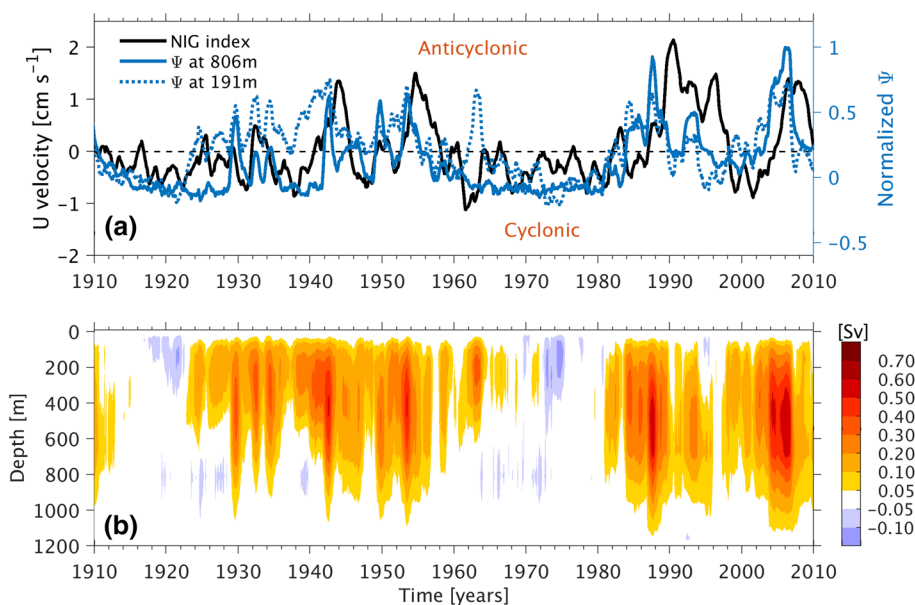 NIG index
Ψ at 806m
Ψ at 191m
Anticyclonic
Cyclonic
(a)
U velocity [cm s⁻¹]
2
1
0
-1
-2
Normalized Ψ
1
0.5
0
-0.5
1910 1920 1930 1940 1950 1960 1970 1980 1990 2000 2010
[Sv]
0.70
0.60
0.50
0.40
0.30
0.20
0.10
0.05
-0.05
-0.10
Depth [m]
0
200
400
600
800
1000
1200
(b)
1910 1920 1930 1940 1950 1960 1970 1980 1990 2000 2010
Time [years]